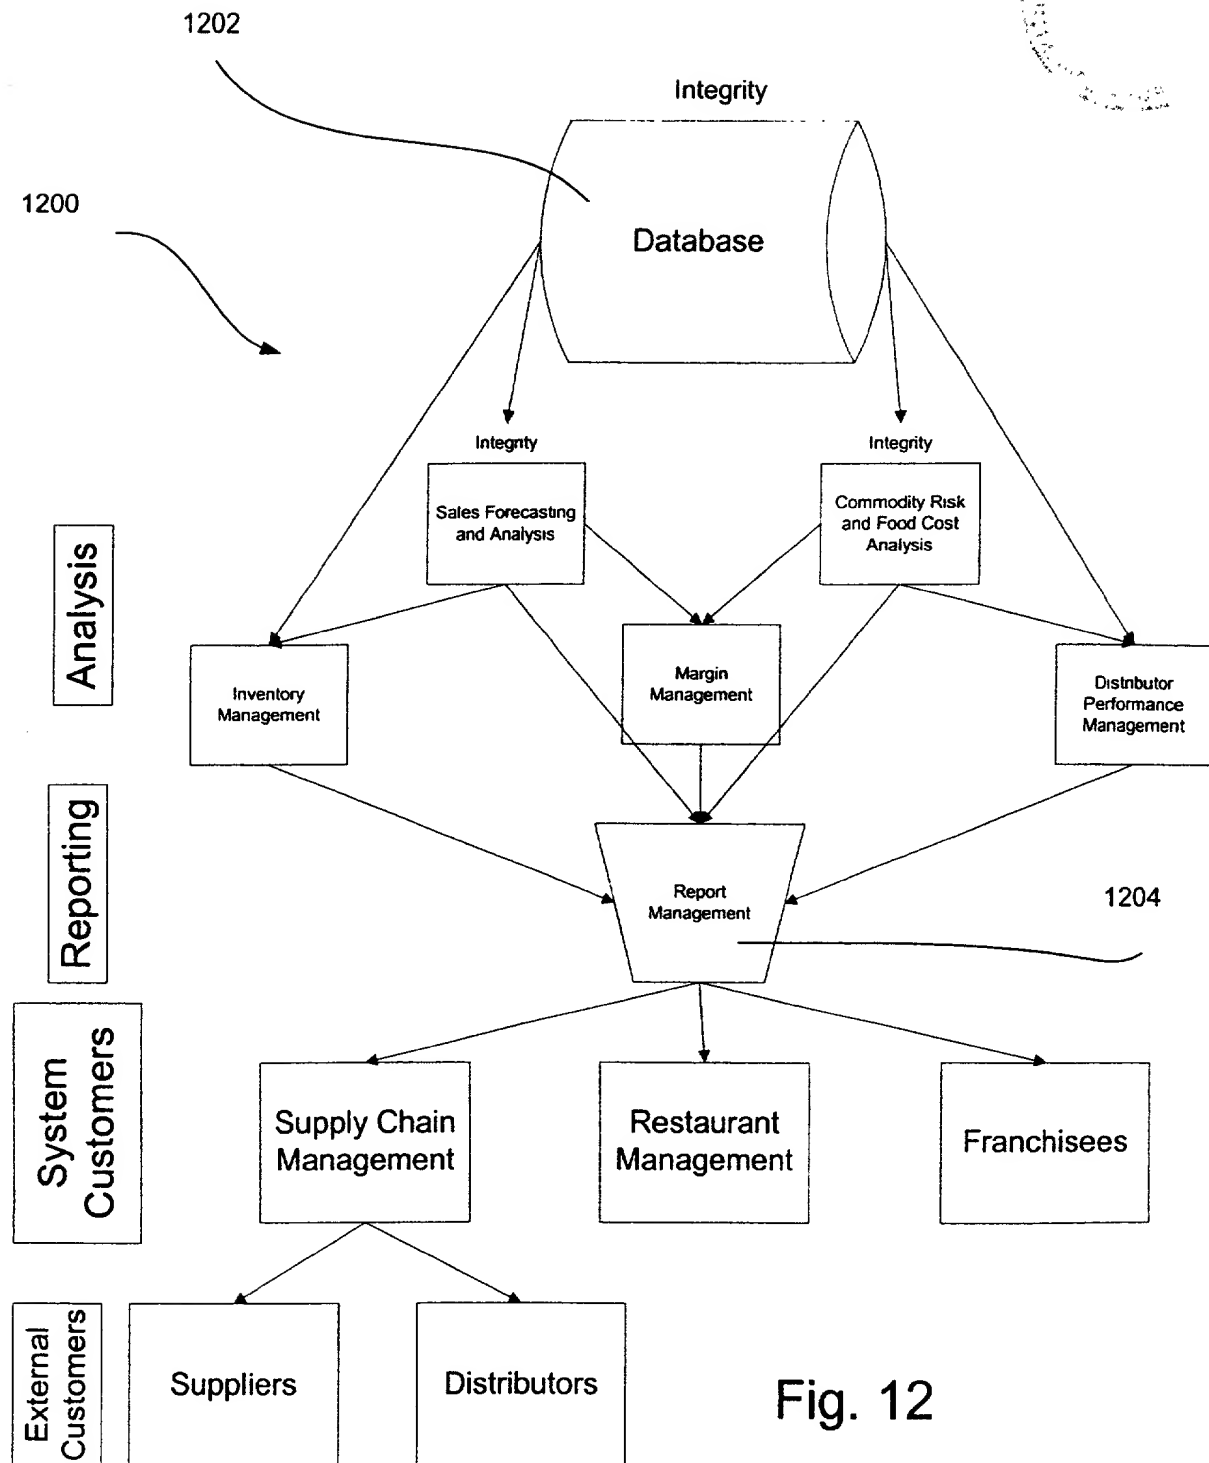 1202
Integrity
1200
Database
Integrity
Integrity
Sales Forecasting
and Analysis
Commodity Risk
and Food Cost
Analysis
Analysis
Inventory
Management
Margin
Management
Distributor
Performance
Management
Reporting
Report
Management
1204
System
Customers
Supply Chain
Management
Restaurant
Management
Franchisees
External
Customers
Suppliers
Distributors
Fig. 12